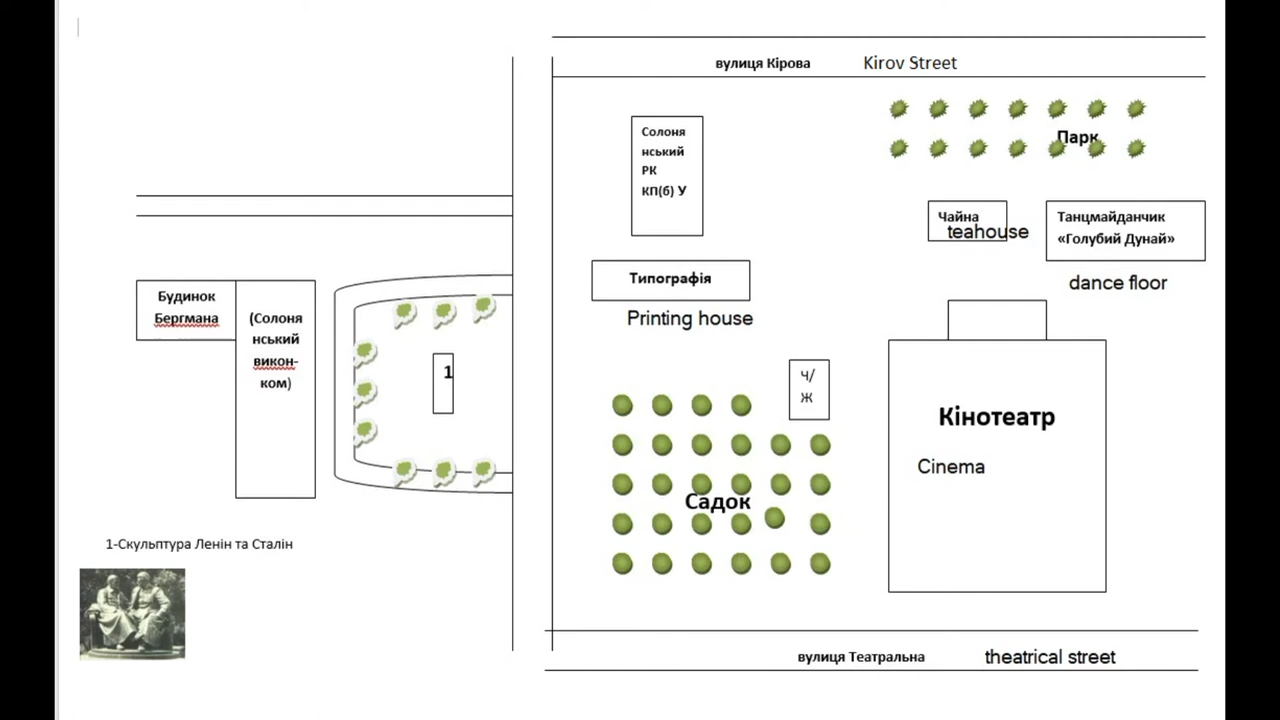 вулиця Кірова
Kirov Street
Солоня
нський
РК
КП(б) У
Парк
Чайна
teahouse
Танцмайданчик
«Голубий Дунай»
dance floor
Типографія
Printing house
Будинок
Бергмана
(Солоня
нський
викон-
ком)
1
Ч/
Ж
Кінотеатр
Cinema
Садок
1-Скульптура Ленін та Сталін
вулиця Театральна
theatrical street